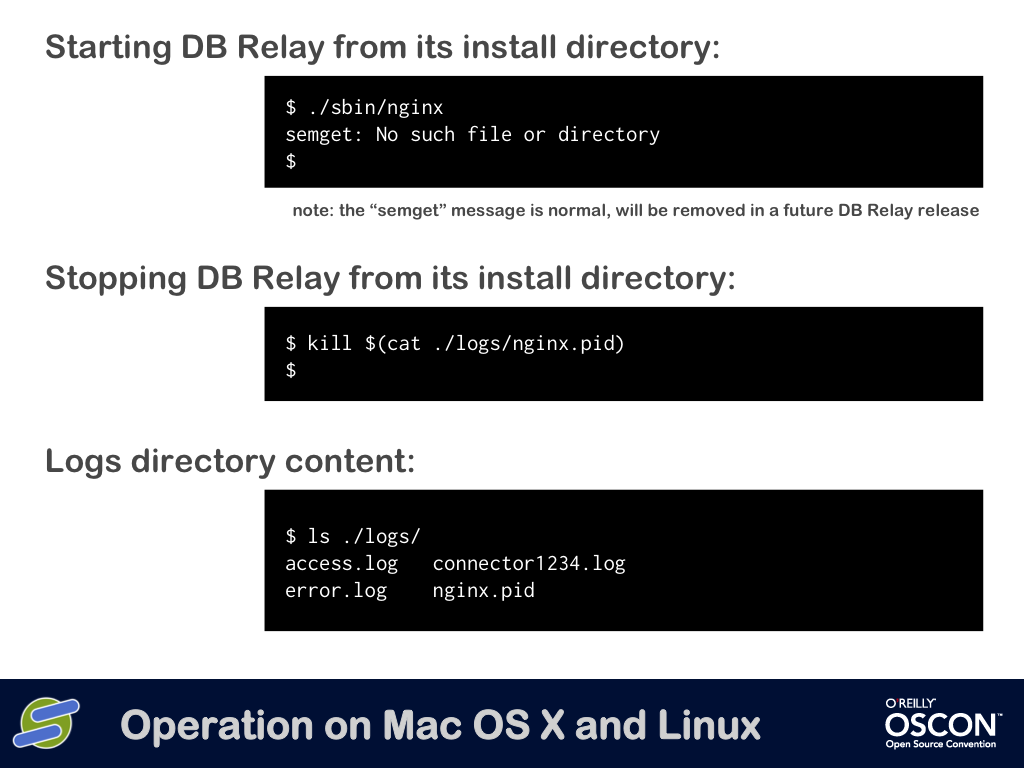 Starting DB Relay from its install directory:
$ ./sbin/nginx
semget: No such file or directory
$
note: the “semget” message is normal, will be removed in a future DB Relay release
Stopping DB Relay from its install directory:
$ kill $(cat ./logs/nginx.pid)
$
Logs directory content:
$ ls ./logs/
access.log   connector1234.log
error.log    nginx.pid
Operation on Mac OS X and Linux
O'REILLY
OSCON™
Open Source Convention